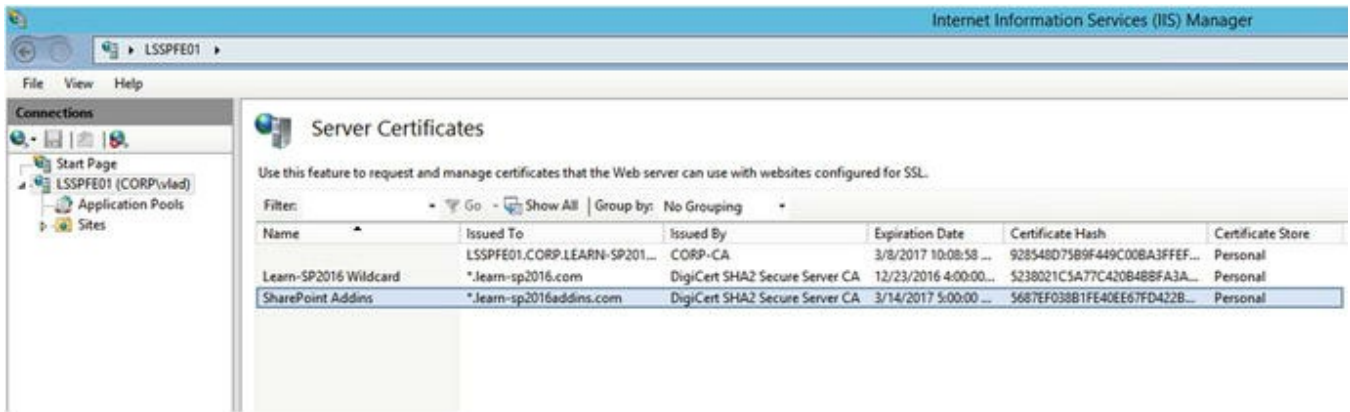 Internet Information Services (IIS) Manager
LSSPFE01
File View Help
Connections
Start Page
LSSPFE01 (CORP\vlad)
Application Pools
Sites
Server Certificates
Use this feature to request and manage certificates that the Web server can use with websites configured for SSL.
Filter: Go Show All Group by: No Grouping
Name Issued To Issued By Expiration Date Certificate Hash Certificate Store
LSSPFE01.CORP.LEARN-SP201... CORP-CA 3/8/2017 10:08:58 ... 928548D75B9F449C00BA3FFEF... Personal
Learn-SP2016 Wildcard *.learn-sp2016.com DigiCert SHA2 Secure Server CA 12/23/2016 4:00:00... 5238021C5A77C420B4BBFA3A... Personal
SharePoint Addins *.learn-sp2016addins.com DigiCert SHA2 Secure Server CA 3/14/2017 5:00:00 ... 5687EF038B1FE40EE67FD422B... Personal